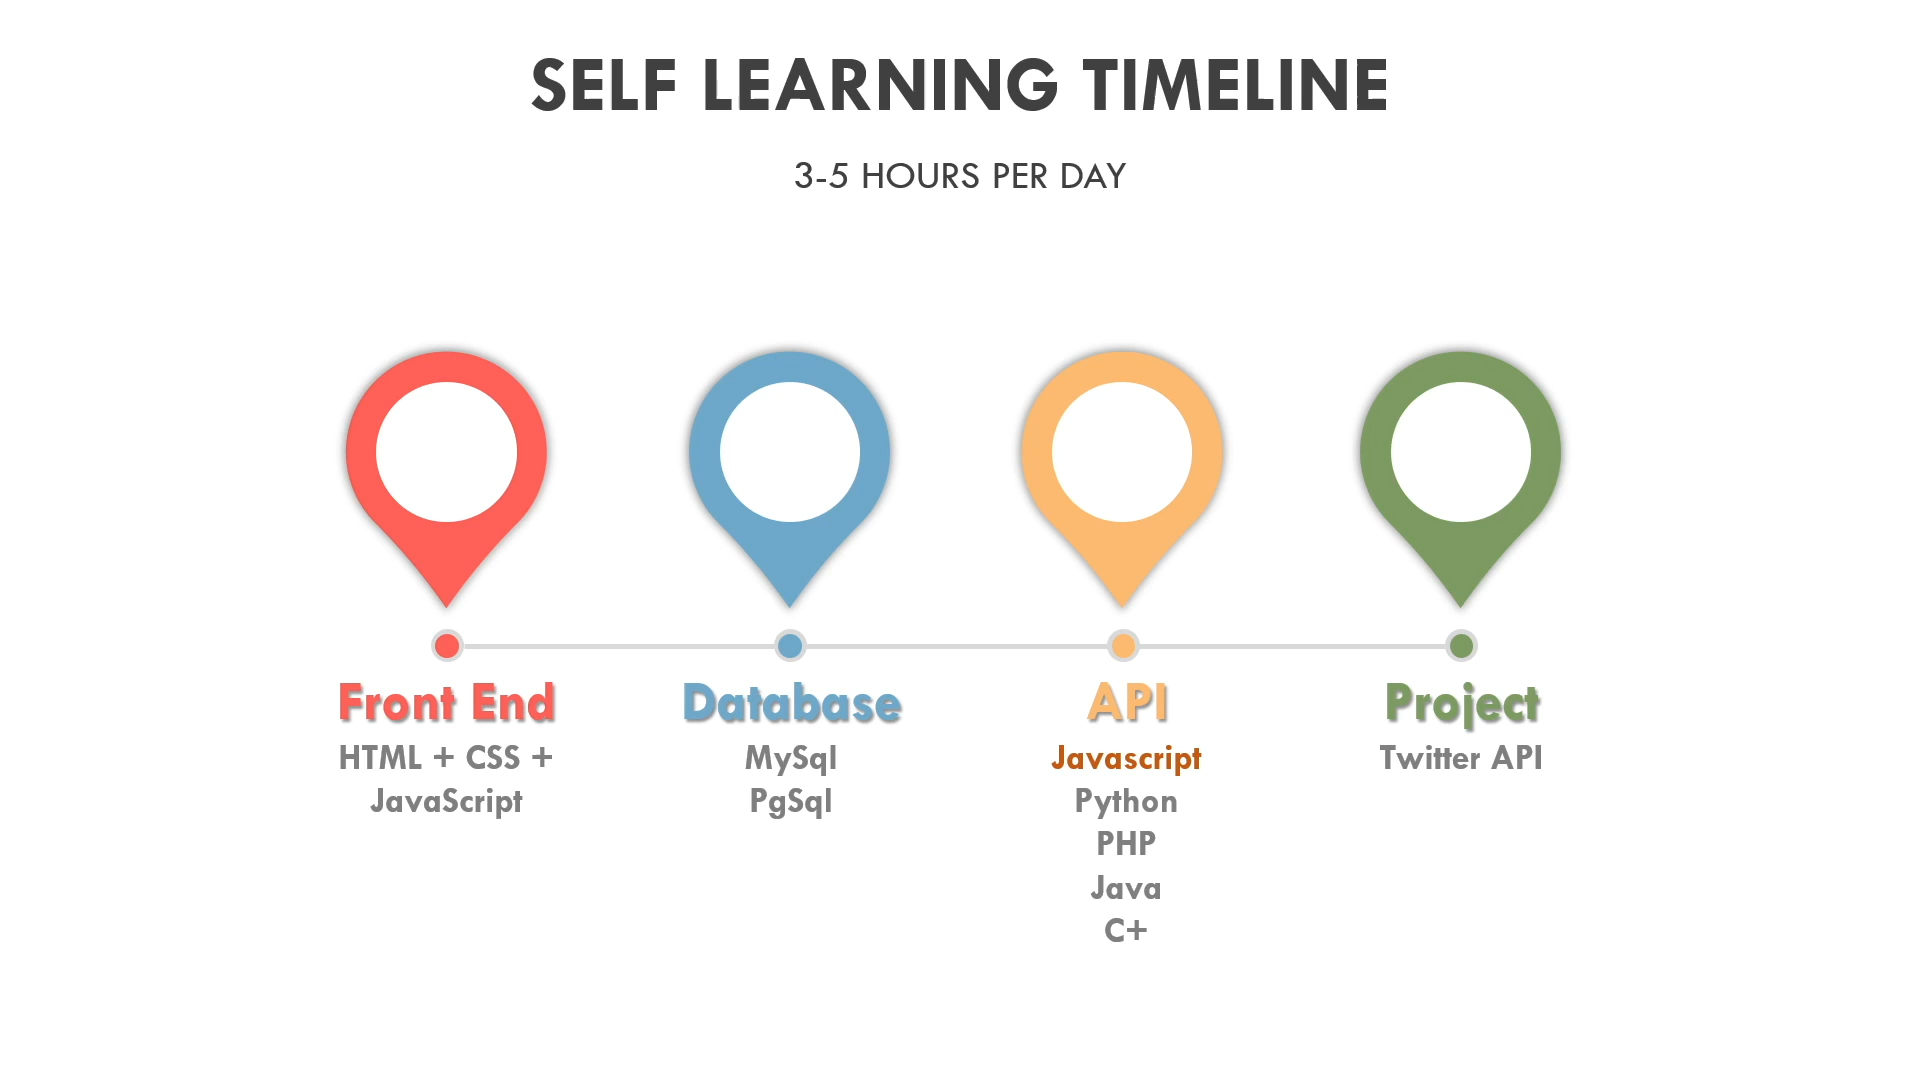 SELF LEARNING TIMELINE
3-5 HOURS PER DAY
Front End
HTML + CSS +
JavaScript
Database
MySql
PgSql
API
Javascript
Python
PHP
Java
C+
Project
Twitter API